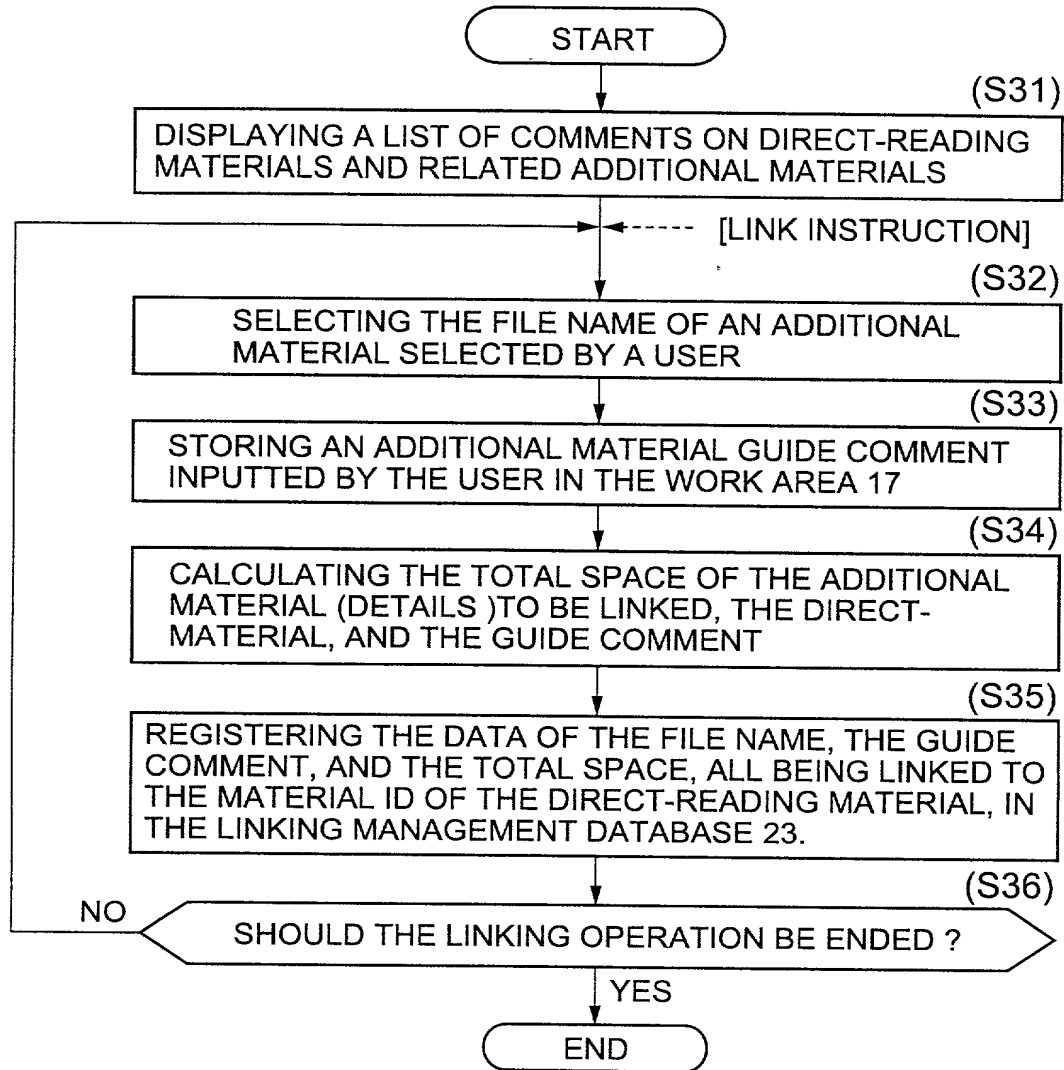 START
(S31)
DISPLAYING A LIST OF COMMENTS ON DIRECT-READING
MATERIALS AND RELATED ADDITIONAL MATERIALS
[LINK INSTRUCTION]
(S32)
SELECTING THE FILE NAME OF AN ADDITIONAL
MATERIAL SELECTED BY A USER
(S33)
STORING AN ADDITIONAL MATERIAL GUIDE COMMENT
INPUTTED BY THE USER IN THE WORK AREA 17
(S34)
CALCULATING THE TOTAL SPACE OF THE ADDITIONAL
MATERIAL (DETAILS )TO BE LINKED, THE DIRECT-
MATERIAL, AND THE GUIDE COMMENT
(S35)
REGISTERING THE DATA OF THE FILE NAME, THE GUIDE
COMMENT, AND THE TOTAL SPACE, ALL BEING LINKED TO
THE MATERIAL ID OF THE DIRECT-READING MATERIAL, IN
THE LINKING MANAGEMENT DATABASE 23.
(S36)
NO
SHOULD THE LINKING OPERATION BE ENDED ?
YES
END